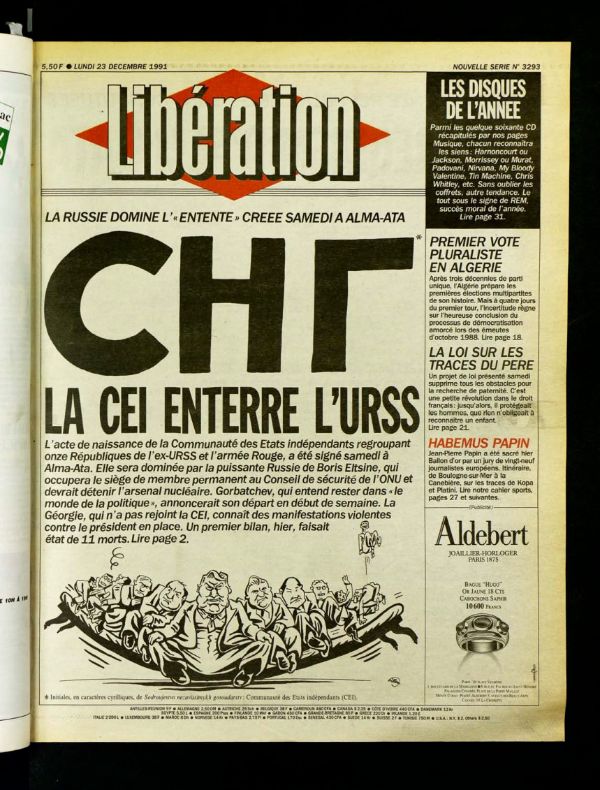 5,50 F ● LUNDI 23 DECEMBRE 1991
NOUVELLE SERIE N° 3293
Libération
LA RUSSIE DOMINE L'« ENTENTE » CREEE SAMEDI A ALMA-ATA
СНГ*
LA CEI ENTERRE L'URSS
L'acte de naissance de la Communauté des Etats indépendants regroupant
onze Républiques de l'ex-URSS et l'armée Rouge, a été signé samedi à
Alma-Ata. Elle sera dominée par la puissante Russie de Boris Eltsine, qui
occupera le siège de membre permanent au Conseil de sécurité de l'ONU et
devrait détenir l'arsenal nucléaire. Gorbatchev, qui entend rester dans « le
monde de la politique », annoncerait son départ en début de semaine. La
Géorgie, qui n'a pas rejoint la CEI, connaît des manifestations violentes
contre le président en place. Un premier bilan, hier, faisait
état de 11 morts. Lire page 2.
* Initiales, en caractères cyrilliques, de Sodroujestvo nezavissimykh gossudarstv: Communauté des Etats indépendants (CEI).
LES DISQUES
DE L'ANNEE
Parmi les quelque soixante CD
récapitulés par nos pages
Musique, chacun reconnaîtra
les siens: Harnoncourt ou
Jackson, Morrissey ou Murat,
Padovani, Nirvana, My Bloody
Valentine, Tin Machine, Chris
Whitley, etc. Sans oublier les
coffrets, autre tendance. Le
tout sous le signe de REM,
succès moral de l'année.
Lire page 31.
PREMIER VOTE
PLURALISTE
EN ALGERIE
Après trois décennies de parti
unique, l'Algérie prépare les
premières élections multipartites
de son histoire. Mais à quatre jours
du premier tour, l'incertitude règne
sur l'heureuse conclusion du
processus de démocratisation
amorcé lors des émeutes
d'octobre 1988. Lire page 18.
LA LOI SUR LES
TRACES DU PERE
Un projet de loi présenté samedi
supprime tous les obstacles pour
la recherche de paternité. C'est
une petite révolution dans le droit
français: jusqu'alors, il protégeait
les hommes, que rien n'obligeait à
reconnaître un enfant.
Lire page 21.
HABEMUS PAPIN
Jean-Pierre Papin a été sacré hier
Ballon d'or par un jury de vingt-neuf
journalistes européens. Itinéraire,
de Boulogne-sur-Mer à la
Canebière, sur les traces de Kopa
et Platini. Lire notre cahier sports,
pages 27 et suivantes.
(Publicité)
Aldebert
JOAILLIER-HORLOGER
PARIS 1875
BAGUE "HUGO"
OR JAUNE 18 CTS
CABOCHONS SAPHIR
10 600 FRANCS